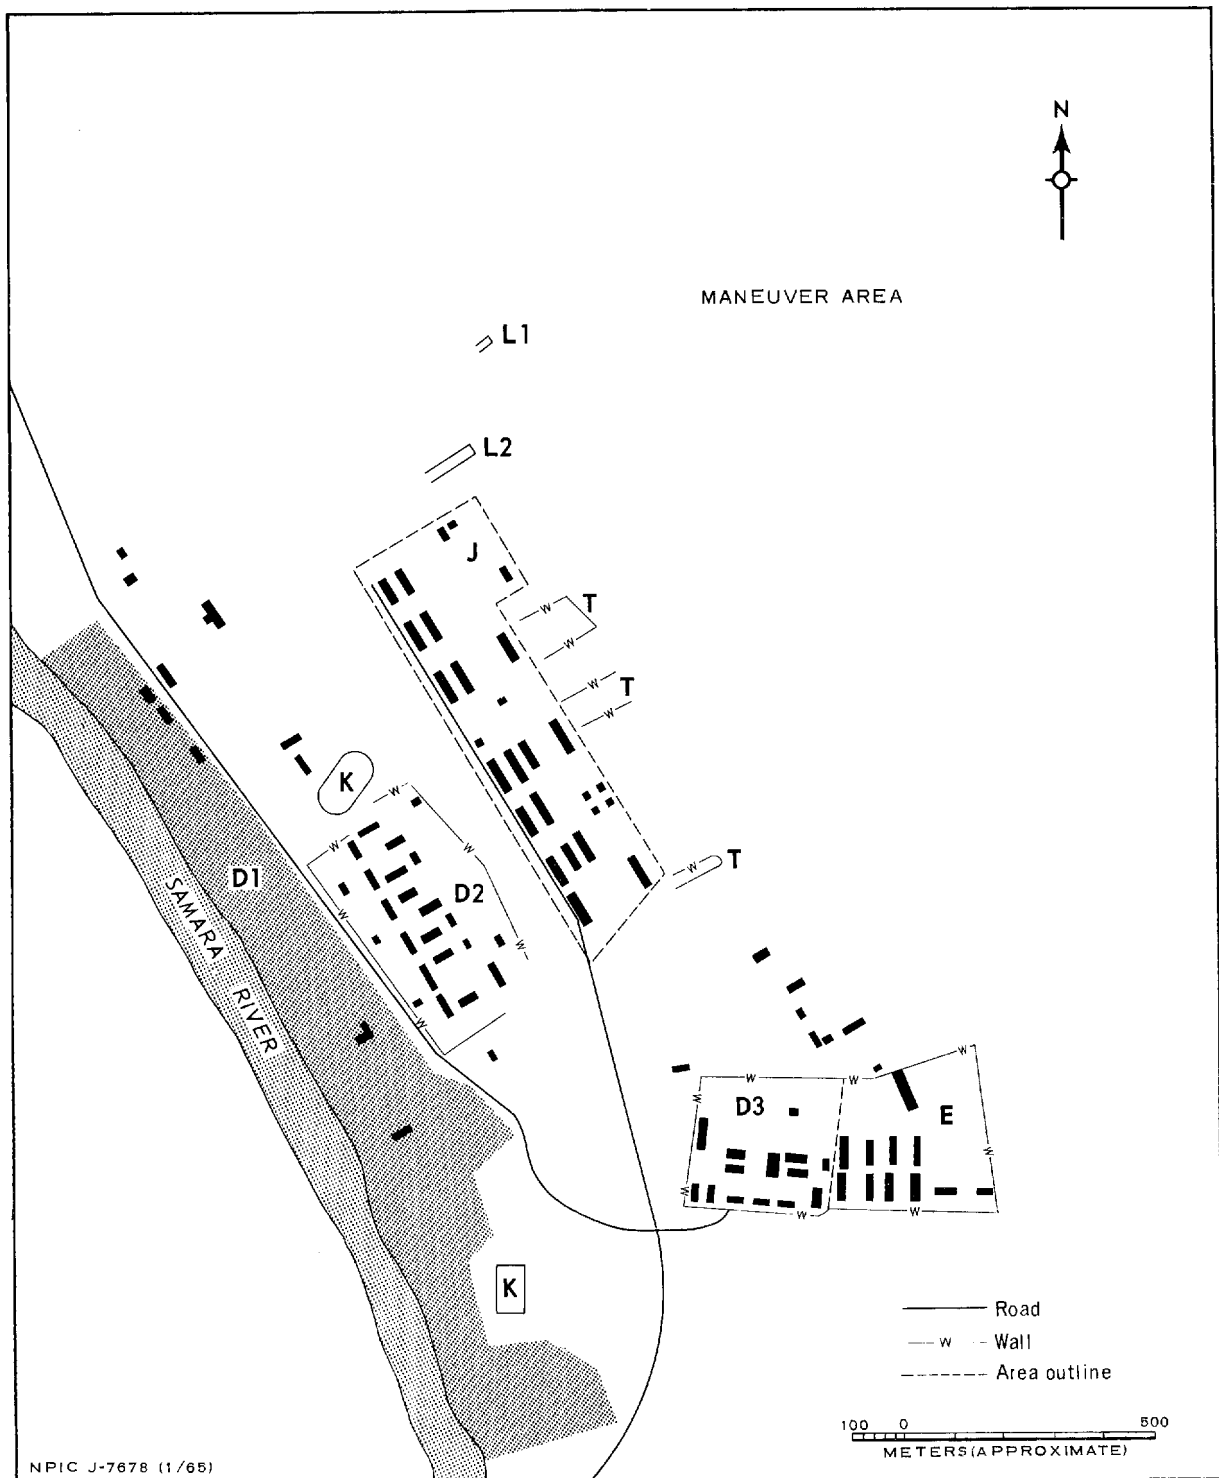 N
MANEUVER AREA
L1
L2
J
T
W
W
T
W
W
K
W
W
W
D1
D2
W
T
W
W
W
SAMARA RIVER
W
W
W
D3
W
E
W
W
W
W
K
Road
W Wall
Area outline
100 0 500
METERS (APPROXIMATE)
NPIC J-7678 (1/65)